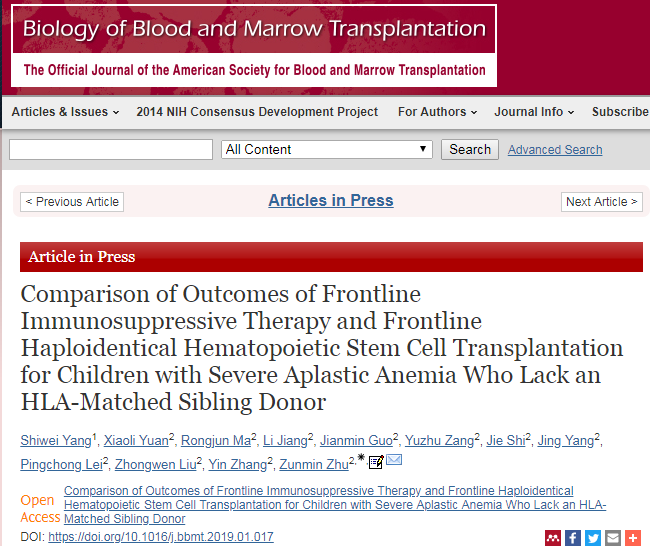 Biology of Blood and Marrow Transplantation
The Official Journal of the American Society for Blood and Marrow Transplantation
Articles & Issues 2014 NIH Consensus Development Project For Authors Journal Info Subscribe
All Content Search Advanced Search
< Previous Article Articles in Press Next Article >
Article in Press
Comparison of Outcomes of Frontline
Immunosuppressive Therapy and Frontline
Haploidentical Hematopoietic Stem Cell Transplantation
for Children with Severe Aplastic Anemia Who Lack an
HLA-Matched Sibling Donor
Shiwei Yang1, Xiaoli Yuan2, Rongjun Ma2, Li Jiang2, Jianmin Guo2, Yuzhu Zang2, Jie Shi2, Jing Yang2,
Pingchong Lei2, Zhongwen Liu2, Yin Zhang2, Zunmin Zhu2,*,
Open Access
Comparison of Outcomes of Frontline Immunosuppressive Therapy and Frontline Haploidentical
Hematopoietic Stem Cell Transplantation for Children with Severe Aplastic Anemia Who Lack an HLA-
Matched Sibling Donor
DOI: https://doi.org/10.1016/j.bbmt.2019.01.017